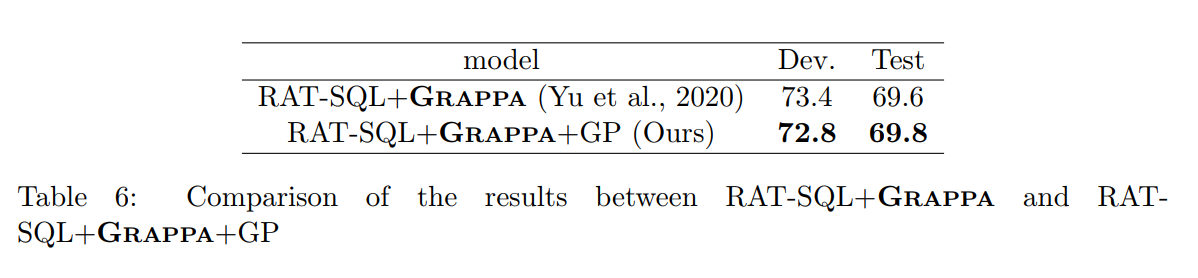 model Dev. Test
RAT-SQL+GRAPPA (Yu et al., 2020) 73.4 69.6
RAT-SQL+GRAPPA+GP (Ours) 72.8 69.8
Table 6: Comparison of the results between RAT-SQL+GRAPPA and RAT-
SQL+GRAPPA+GP